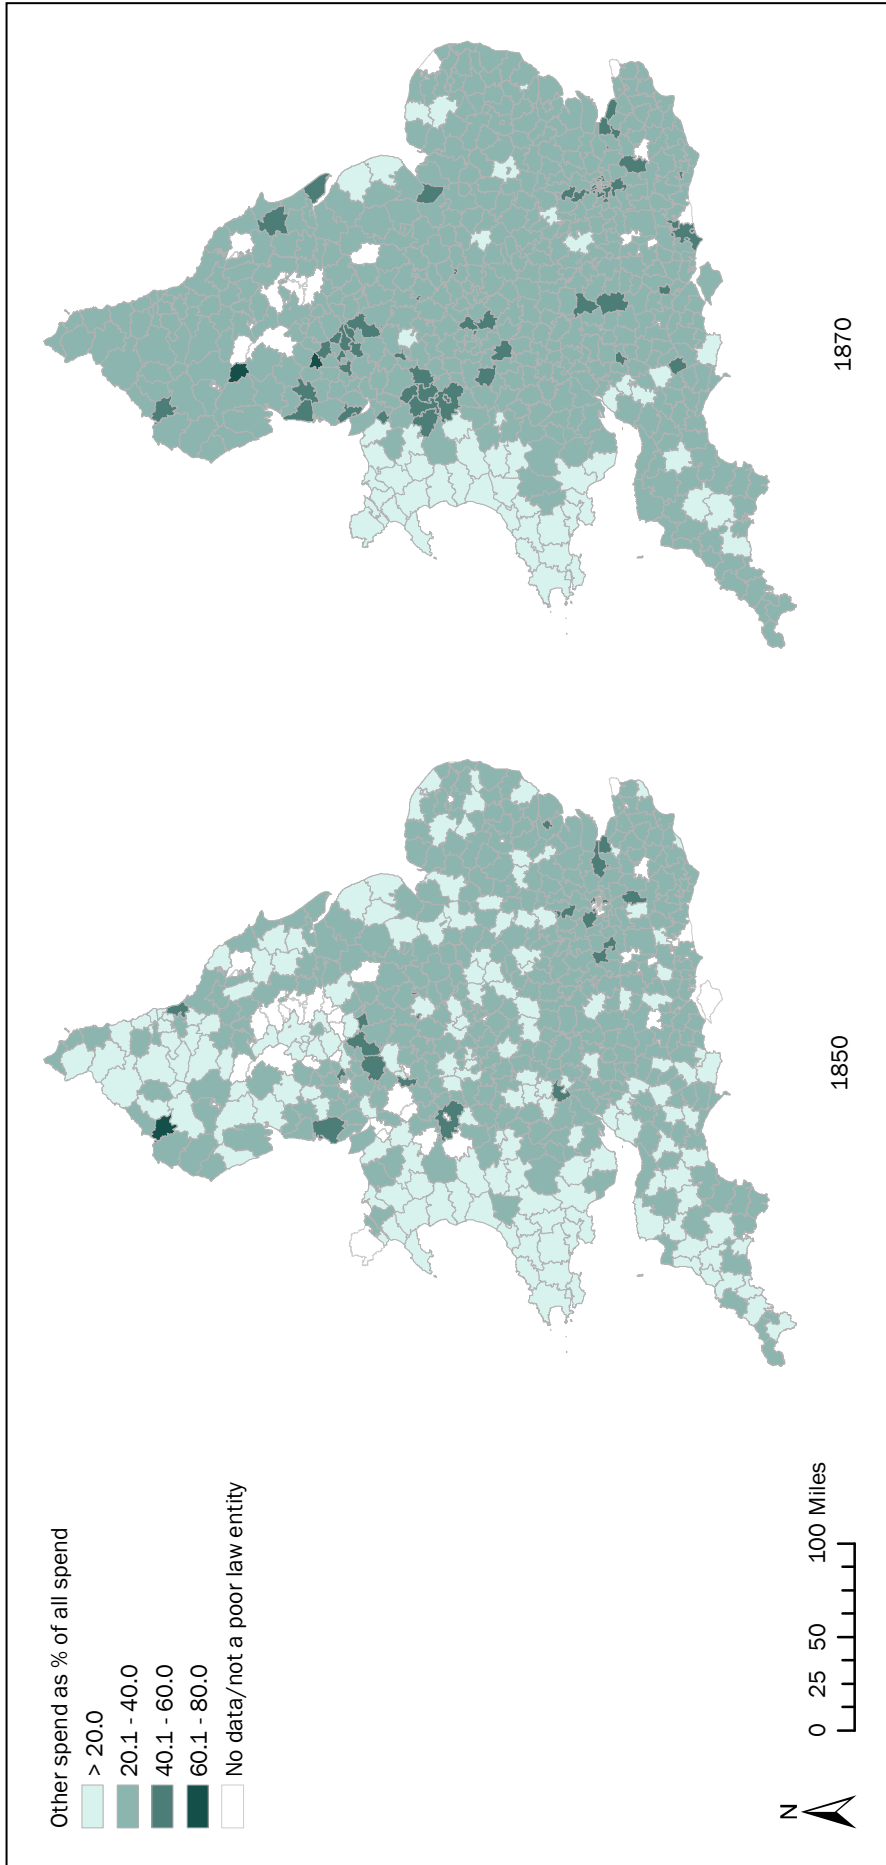 Other spend as % of all spend
> 20.0
20.1 - 40.0
40.1 - 60.0
60.1 - 80.0
No data/not a poor law entity
N
0 25 50 100 Miles
1850
1870